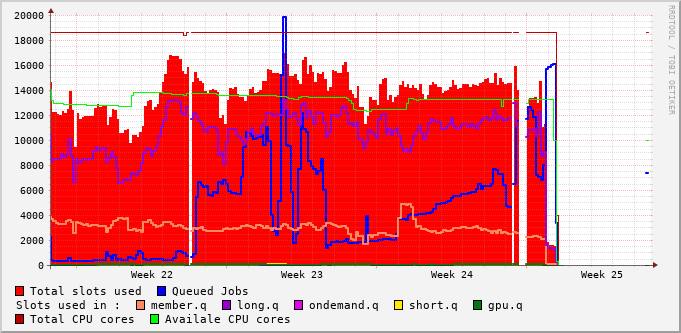 20000
18000
16000
14000
12000
10000
8000
6000
4000
2000
0
Week 22 Week 23 Week 24 Week 25
RRDTOOL / TOBI OETIKER
Total slots used Queued Jobs
Slots used in : member.q long.q ondemand.q short.q gpu.q
Total CPU cores Availale CPU cores